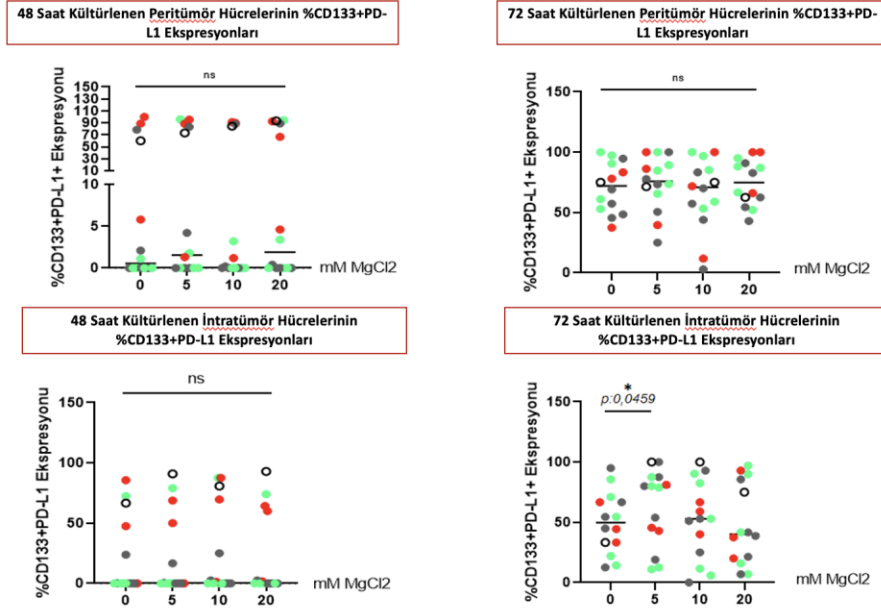 48 Saat Kültürlenen Peritümör Hücrelerinin %CD133+PD-
L1 Ekspresyonları
%CD133+PD-L1+ Ekspresyonu
ns
150
130
110
90
70
50
30
10
10
5
0
0 5 10 20
mM MgCl2
72 Saat Kültürlenen Peritümör Hücrelerinin %CD133+PD-
L1 Ekspresyonları
%CD133+PD-L1+ Ekspresyonu
ns
150
100
50
0
0 5 10 20
mM MgCl2
48 Saat Kültürlenen İntratümör Hücrelerinin
%CD133+PD-L1 Ekspresyonları
%CD133+PD-L1 Ekspresyonu
ns
150
100
50
0
0 5 10 20
mM MgCl2
72 Saat Kültürlenen İntratümör Hücrelerinin
%CD133+PD-L1 Ekspresyonları
%CD133+PD-L1+ Ekspresyonu
*
p:0,0459
150
100
50
0
0 5 10 20
mM MgCl2